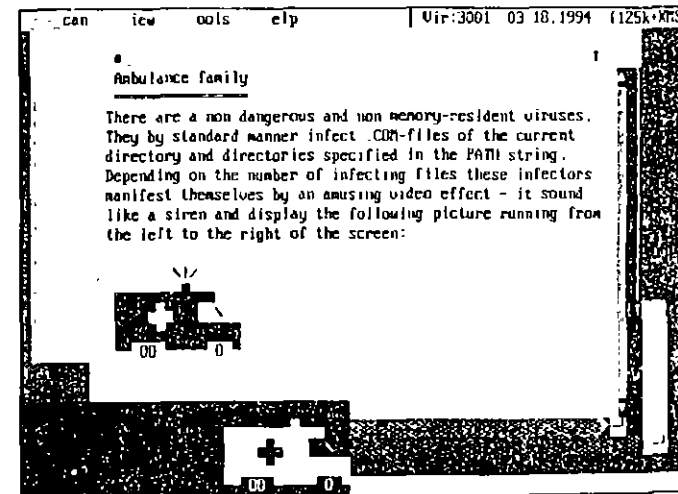 can iew ools elp Vir:3001 03 18.1994 (125k+XMS
Ambulance family
There are a non dangerous and non memory-resident viruses.
They by standard manner infect .COM-files of the current
directory and directories specified in the PATH string.
Depending on the number of infecting files these infectors
manifest themselves by an amusing video effect - it sound
like a siren and display the following picture running from
the left to the right of the screen:
00 0
00 0